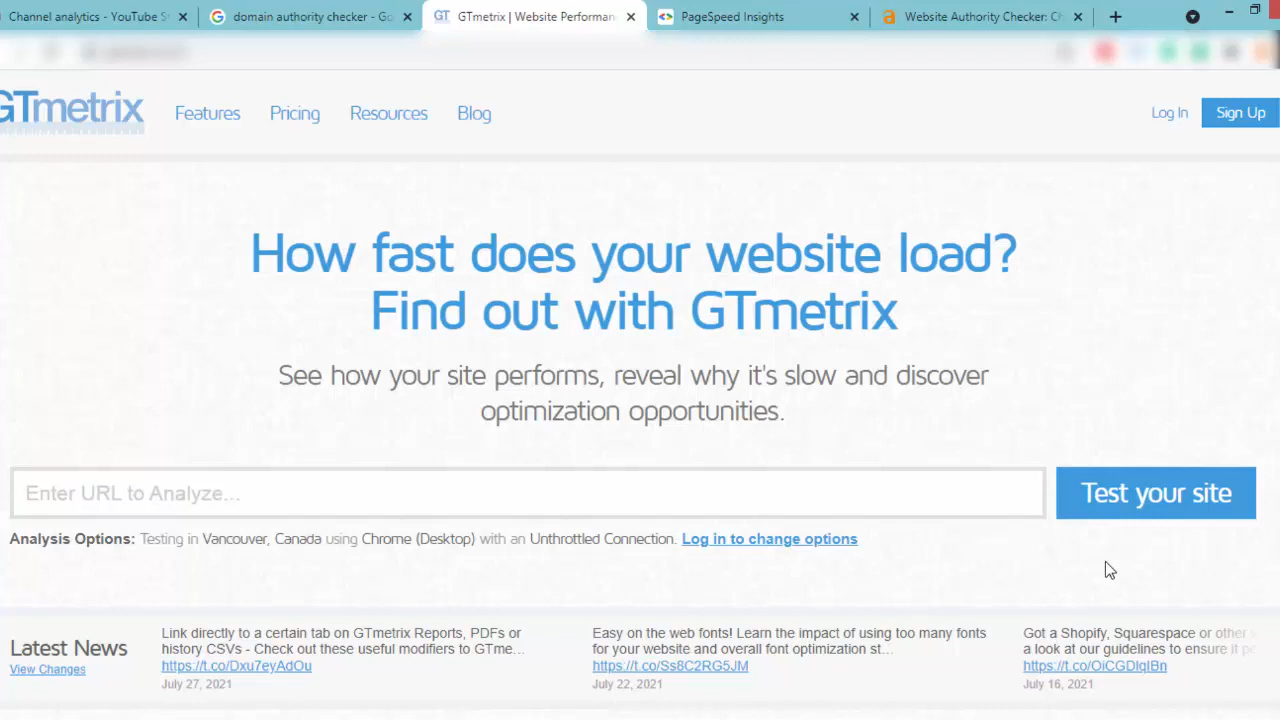 Channel analytics - YouTube S
domain authority checker - Go
GTmetrix | Website Performan
PageSpeed Insights
Website Authority Checker: Ch
GTmetrix
Features
Pricing
Resources
Blog
Log In
Sign Up
How fast does your website load?
Find out with GTmetrix
See how your site performs, reveal why it's slow and discover
optimization opportunities.
Enter URL to Analyze...
Test your site
Analysis Options: Testing in Vancouver, Canada using Chrome (Desktop) with an Unthrottled Connection. Log in to change options
Latest News
View Changes
Link directly to a certain tab on GTmetrix Reports, PDFs or
history CSVs - Check out these useful modifiers to GTme...
https://t.co/Dxu7eyAdOu
July 27, 2021
Easy on the web fonts! Learn the impact of using too many fonts
for your website and overall font optimization st...
https://t.co/Ss8C2RG5JM
July 22, 2021
Got a Shopify, Squarespace or other s
a look at our guidelines to ensure it pe
https://t.co/OiCGDlqIBn
July 16, 2021